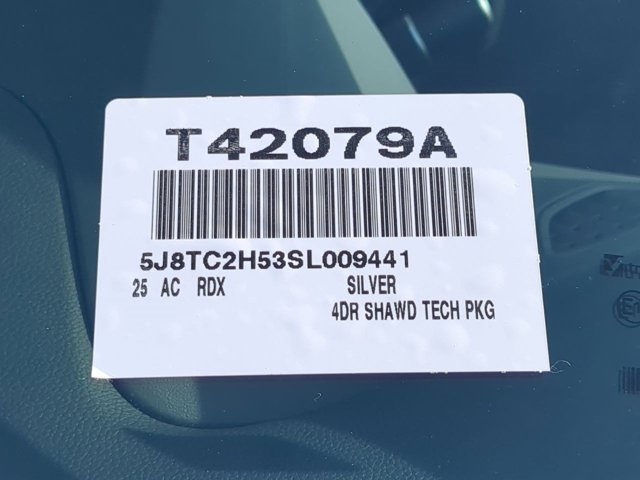 T42079A
5J8TC2H53SL009441
25 AC RDX SILVER
4DR SHAWD TECH PKG